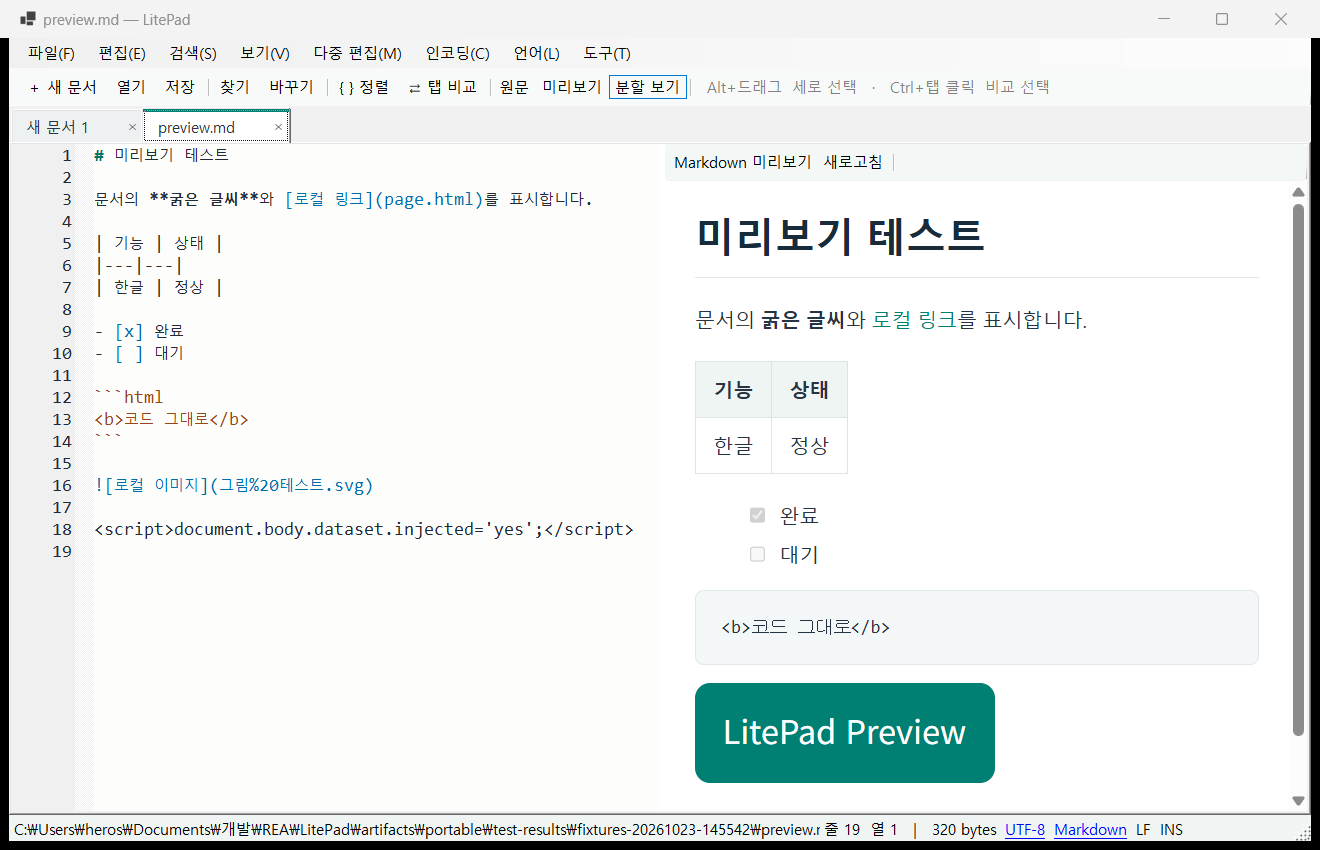 preview.md — LitePad
파일(F) 편집(E) 검색(S) 보기(V) 다중 편집(M) 인코딩(C) 언어(L) 도구(T)
+ 새 문서 열기 저장 찾기 바꾸기 { } 정렬 ⇄ 탭 비교 원문 미리보기 분할 보기 Alt+드래그 세로 선택 · Ctrl+탭 클릭 비교 선택
새 문서 1 × preview.md ×
1 # 미리보기 테스트
2
3 문서의 **굵은 글씨**와 [로컬 링크](page.html)를 표시합니다.
4
5 | 기능 | 상태 |
6 |---|---|
7 | 한글 | 정상 |
8
9 - [x] 완료
10 - [ ] 대기
11
12 ```html
13 <b>코드 그대로</b>
14 ```
15
16 ![로컬 이미지](그림%20테스트.svg)
17
18 <script>document.body.dataset.injected='yes';</script>
19
Markdown 미리보기 새로고침
미리보기 테스트
문서의 굵은 글씨와 로컬 링크를 표시합니다.
기능 상태
한글 정상
완료
대기
<b>코드 그대로</b>
LitePad Preview
C:₩Users₩heros₩Documents₩개발₩REA₩LitePad₩artifacts₩portable₩test-results₩fixtures-20261023-145542₩preview.r 줄 19 열 1 | 320 bytes UTF-8 Markdown LF INS